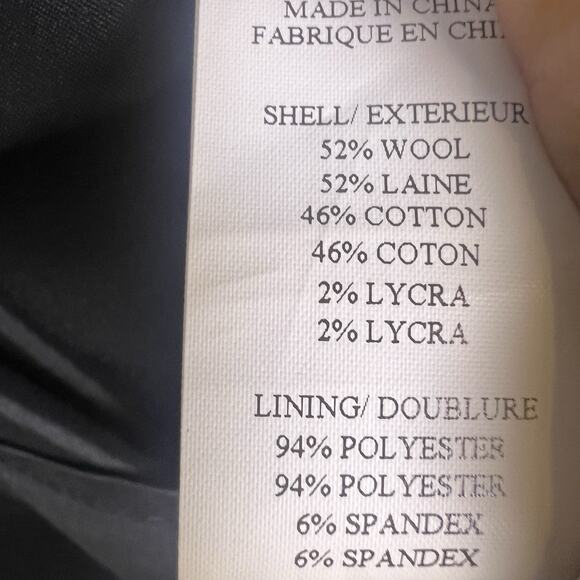 MADE IN CHINA
FABRIQUE EN CHI
SHELL/ EXTERIEUR
52% WOOL
52% LAINE
46% COTTON
46% COTON
2% LYCRA
2% LYCRA
LINING/ DOUBLURE
94% POLYESTER
94% POLYESTER
6% SPANDEX
6% SPANDEX